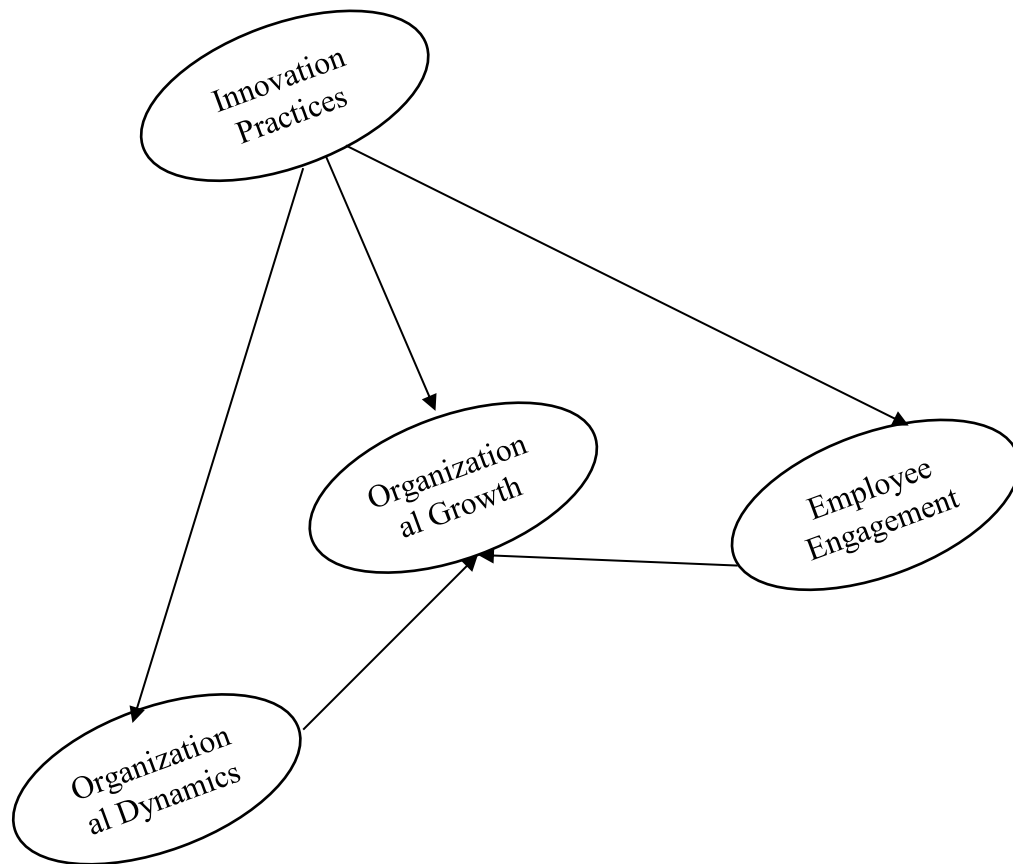 Innovation
Practices
Organization
al Growth
Employee
Engagement
Organization
al Dynamics